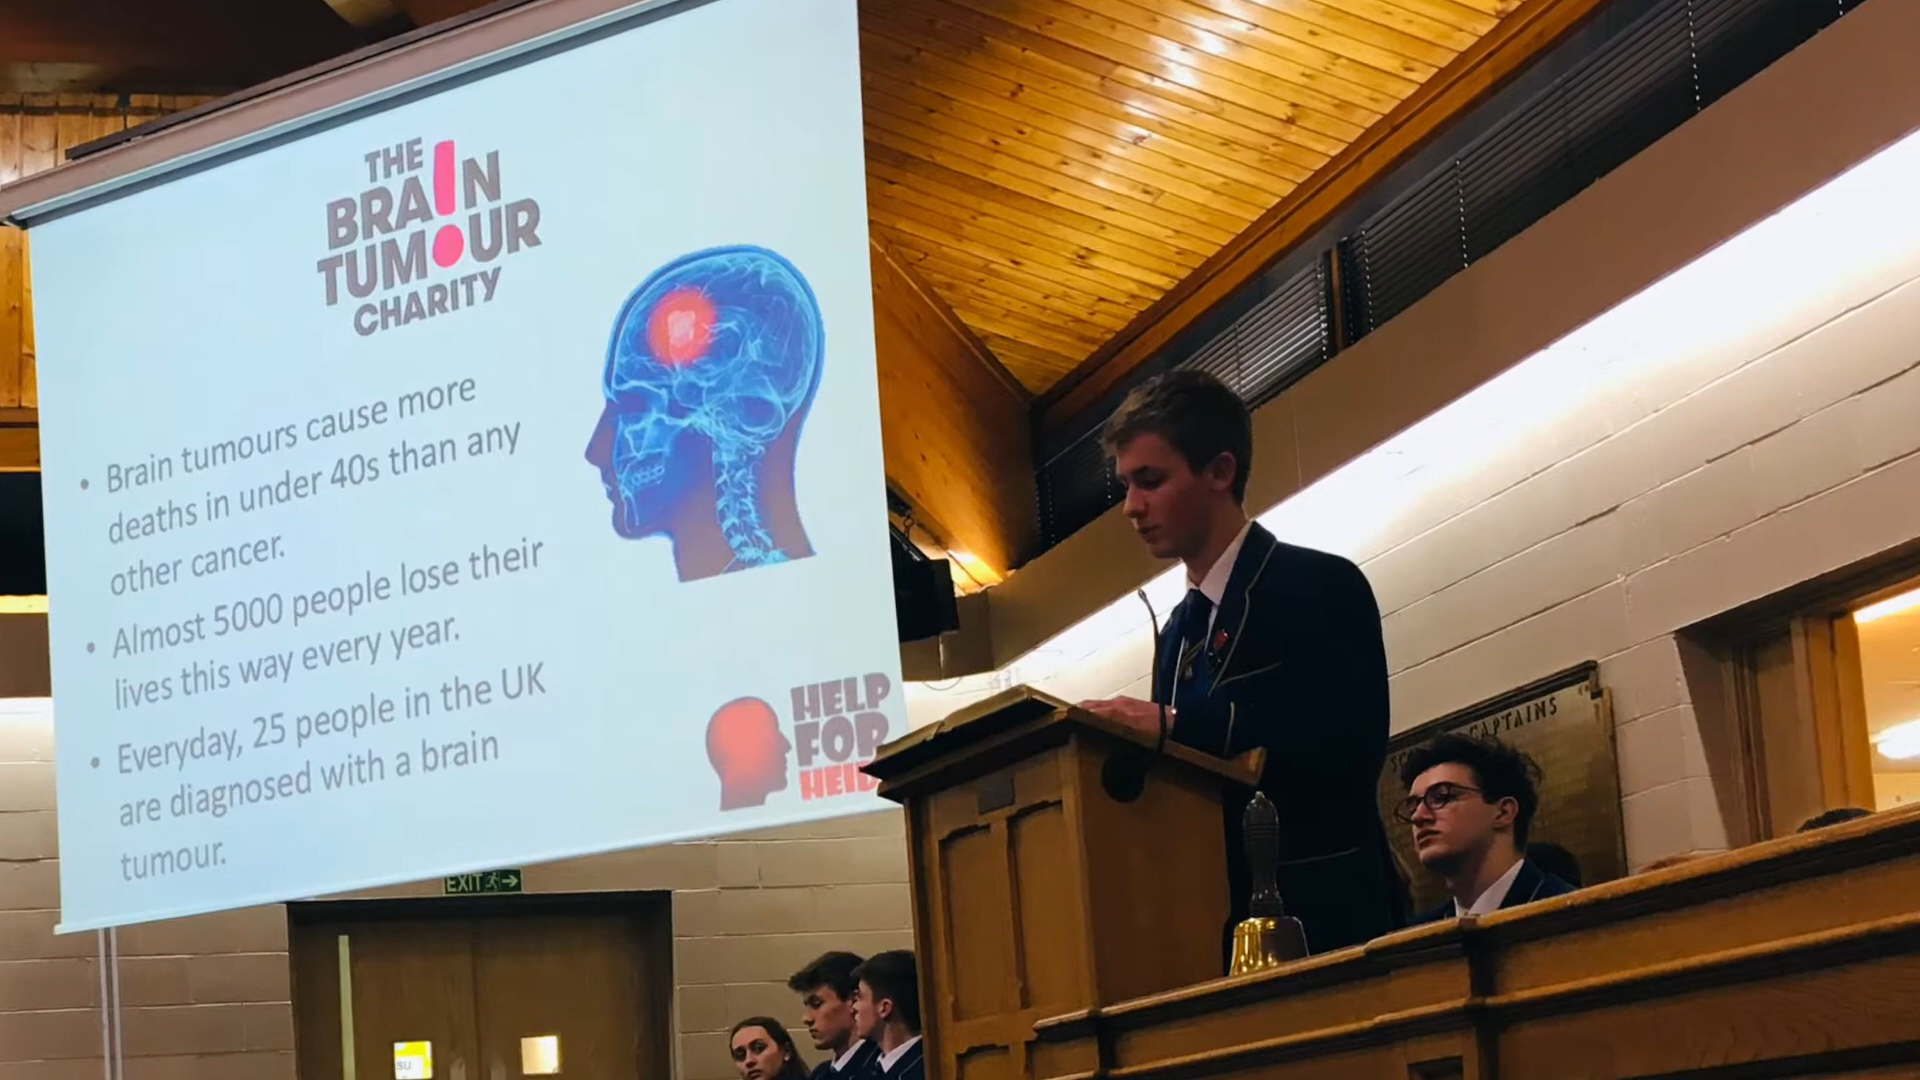 THE
BRA!N
TUMOUR
CHARITY
• Brain tumours cause more
deaths in under 40s than any
other cancer.
• Almost 5000 people lose their
lives this way every year.
• Everyday, 25 people in the UK
are diagnosed with a brain
tumour.
HELP
FOR
EXIT
CAPTAINS